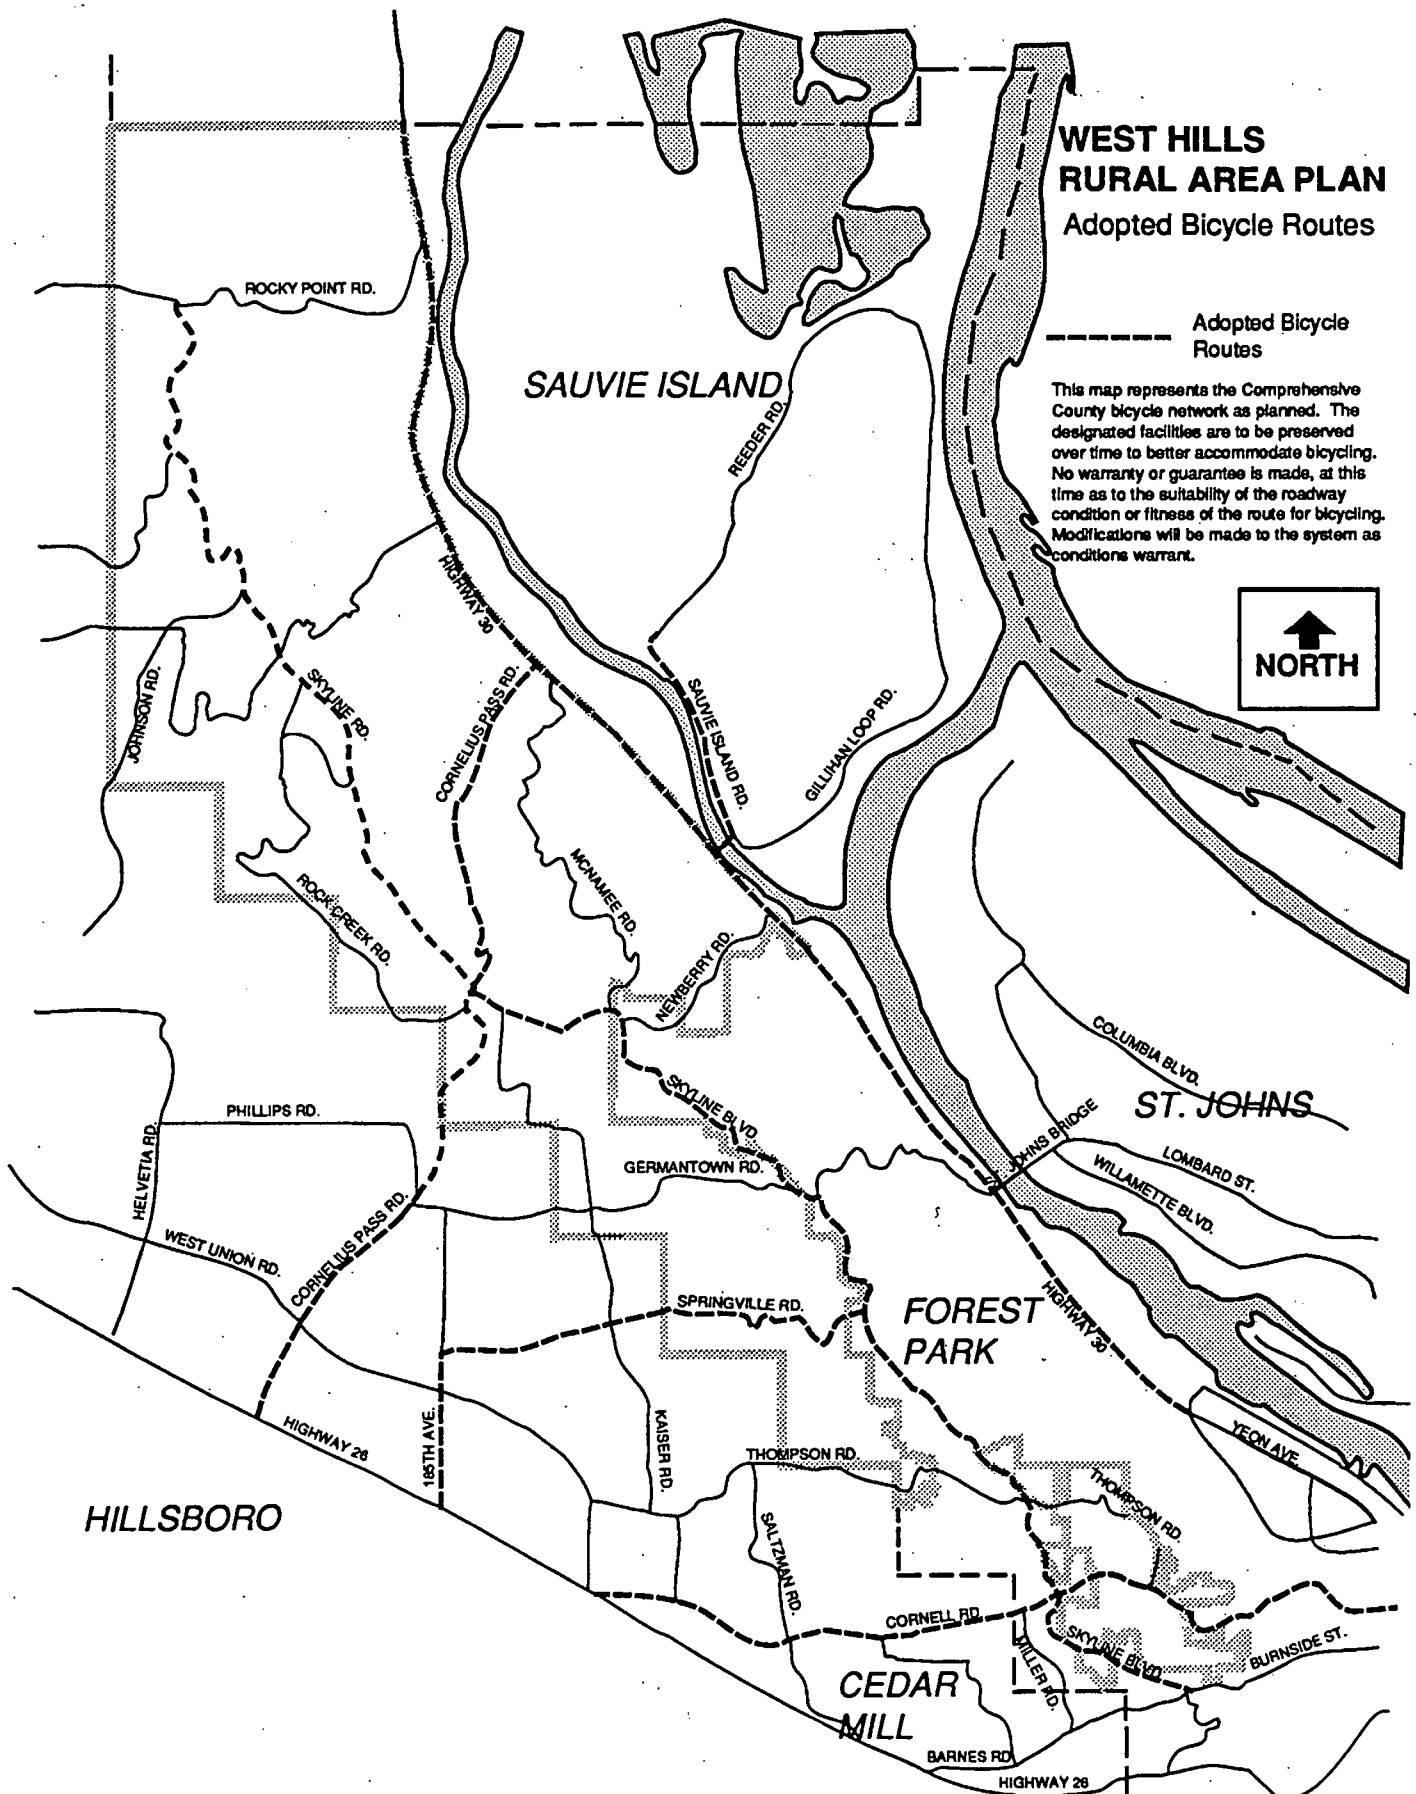 WEST HILLS
RURAL AREA PLAN
Adopted Bicycle Routes
Adopted Bicycle
Routes
This map represents the Comprehensive
County bicycle network as planned. The
designated facilities are to be preserved
over time to better accommodate bicycling.
No warranty or guarantee is made, at this
time as to the suitability of the roadway
condition or fitness of the route for bicycling.
Modifications will be made to the system as
conditions warrant.
NORTH
ROCKY POINT RD.
SAUVIE ISLAND
REEDER RD.
HIGHWAY 30
JOHNSON RD.
SKYLINE RD.
CORNELIUS PASS RD.
SAUVIE ISLAND RD.
GILLIHAN LOOP RD.
MCNAMEE RD.
ROCK CREEK RD.
NEWBERRY RD.
COLUMBIA BLVD.
ST. JOHNS
SKYLINE BLVD
PHILLIPS RD.
HELVETIA RD.
GERMANTOWN RD.
JOHNS BRIDGE
LOMBARD ST.
WILLAMETTE BLVD.
WEST UNION RD.
CORNELIUS PASS RD.
SPRINGVILLE RD.
FOREST
PARK
HIGHWAY 30
HIGHWAY 26
185TH AVE.
KAISER RD.
THOMPSON RD.
YEON AVE.
THOMPSON RD.
HILLSBORO
SALTZMAN RD.
CORNELL RD
MILLER RD.
SKYLINE BLVD
BURNSIDE ST.
CEDAR
MILL
BARNES RD
HIGHWAY 26